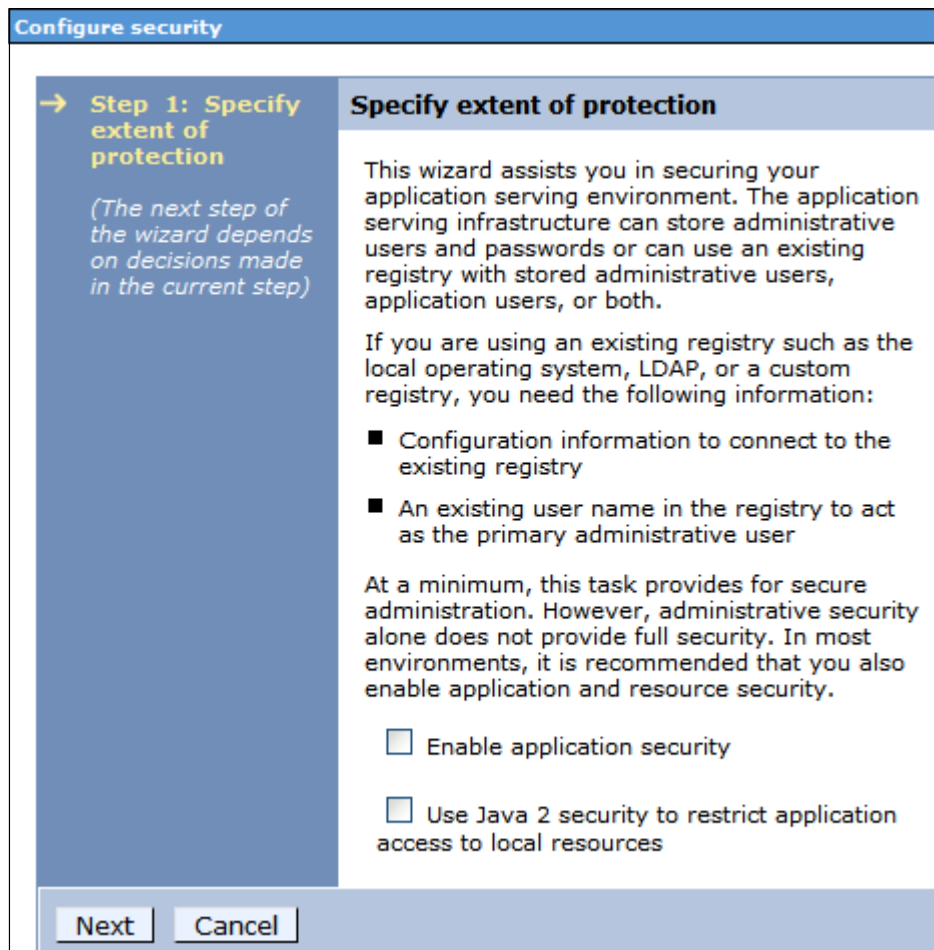 Configure security
Step 1: Specify
extent of
protection
(The next step of
the wizard depends
on decisions made
in the current step)
Specify extent of protection
This wizard assists you in securing your
application serving environment. The application
serving infrastructure can store administrative
users and passwords or can use an existing
registry with stored administrative users,
application users, or both.
If you are using an existing registry such as the
local operating system, LDAP, or a custom
registry, you need the following information:
Configuration information to connect to the
existing registry
An existing user name in the registry to act
as the primary administrative user
At a minimum, this task provides for secure
administration. However, administrative security
alone does not provide full security. In most
environments, it is recommended that you also
enable application and resource security.
Enable application security
Use Java 2 security to restrict application
access to local resources
Next Cancel